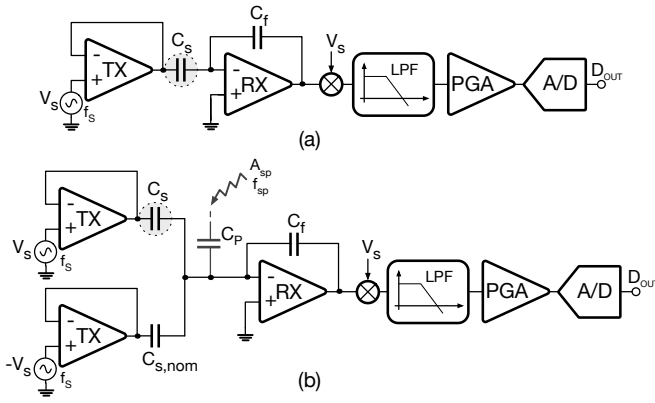 C_s
C_f
TX
RX
V_s
LPF
PGA
A/D
D_OUT
V_s
f_S
-
+
-
+
(a)
A_sp
f_sp
C_s
C_P
C_f
TX
V_s
f_S
-
+
V_s
LPF
RX
PGA
A/D
D_OUT
-
+
TX
-V_s
f_S
-
+
C_s,nom
(b)